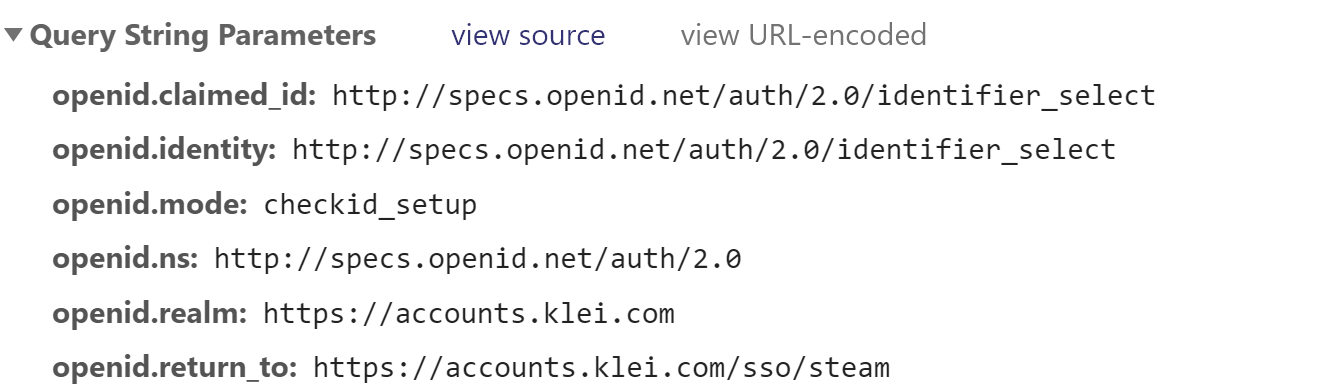 ▼Query String Parameters view source view URL-encoded
openid.claimed_id: http://specs.openid.net/auth/2.0/identifier_select
openid.identity: http://specs.openid.net/auth/2.0/identifier_select
openid.mode: checkid_setup
openid.ns: http://specs.openid.net/auth/2.0
openid.realm: https://accounts.klei.com
openid.return_to: https://accounts.klei.com/sso/steam